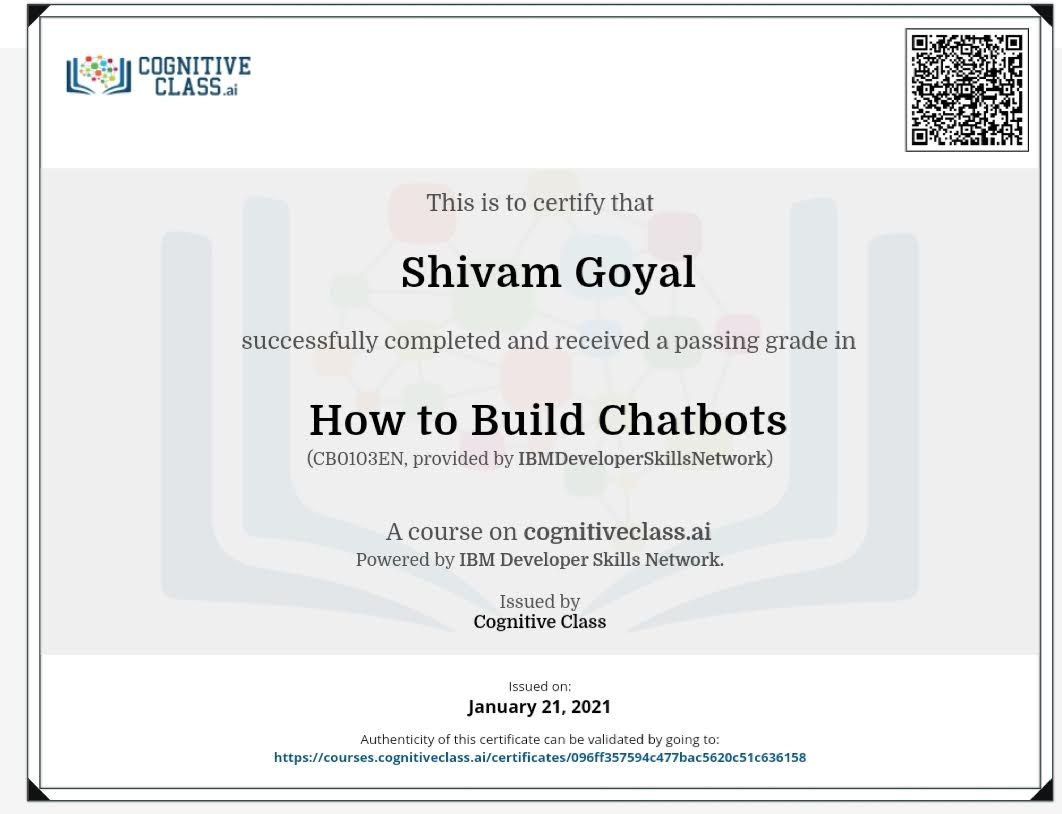 COGNITIVE
CLASS.ai
This is to certify that
Shivam Goyal
successfully completed and received a passing grade in
How to Build Chatbots
(CB0103EN, provided by IBMDeveloperSkillsNetwork)
A course on cognitiveclass.ai
Powered by IBM Developer Skills Network.
Issued by
Cognitive Class
Issued on:
January 21, 2021
Authenticity of this certificate can be validated by going to:
https://courses.cognitiveclass.ai/certificates/096ff357594c477bac5620c51c636158